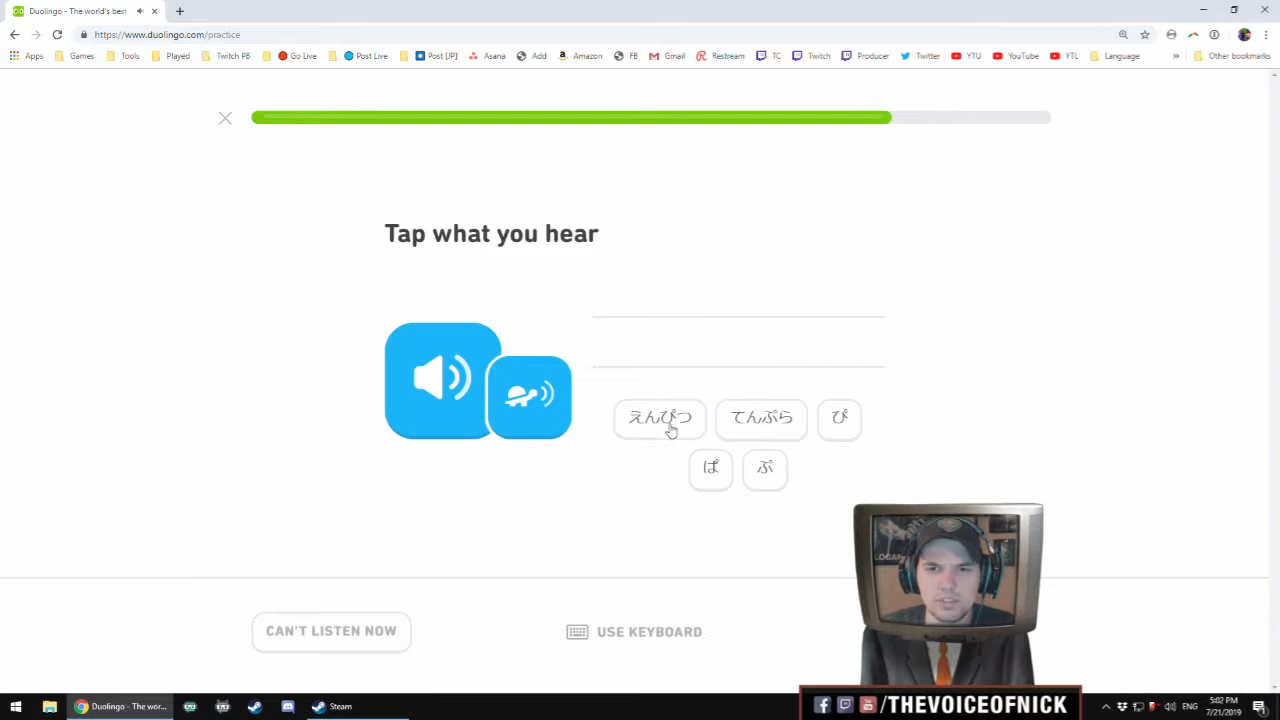 Duolingo - The world's best
https://www.duolingo.com/practice
Apps Games Tools Played Twitch PB Go Live Post Live Post [JP] Asana Add Amazon FB Gmail Restream TC Twitch Producer Twitter YTU YouTube YTL Language » Other bookmarks
Tap what you hear
えんぴつ てんぷら ぴ
ぱ ぷ
LOGAN
CAN'T LISTEN NOW USE KEYBOARD
/THEVOICEOFNICK
Duolingo - The wor... Steam ENG 5:02 PM
7/21/2019